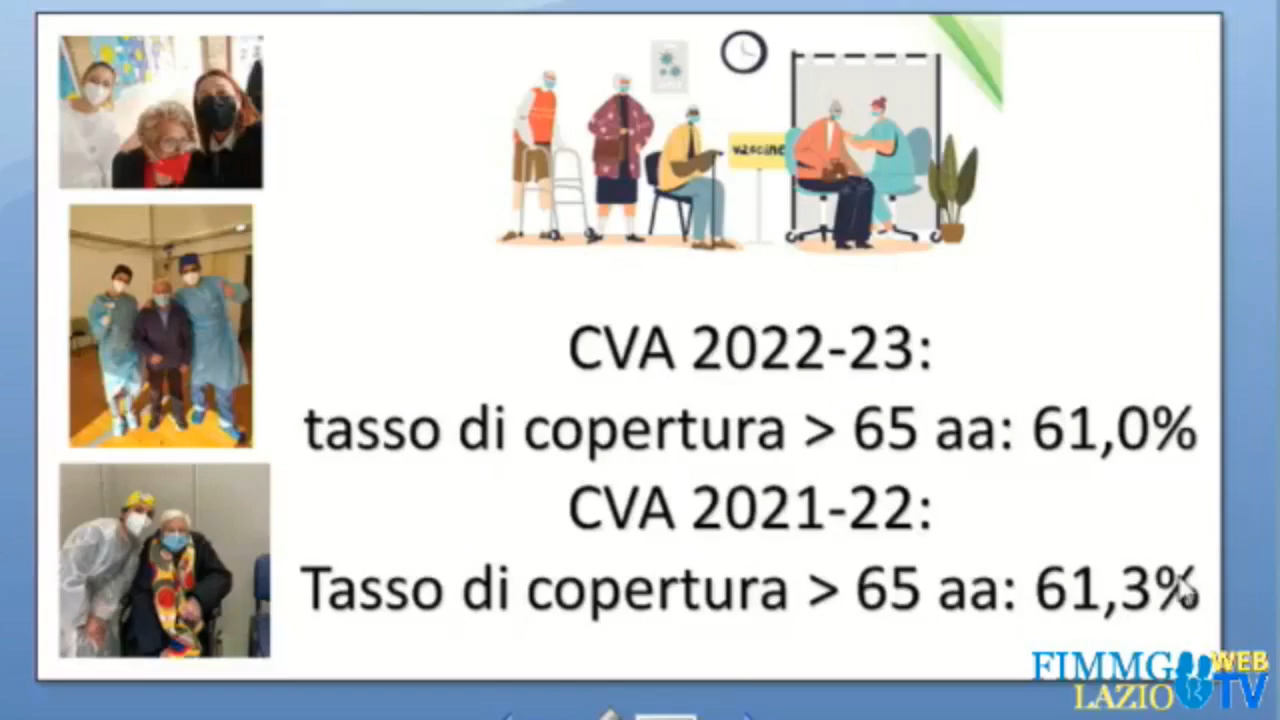 vaccine
CVA 2022-23:
tasso di copertura > 65 aa: 61,0%
CVA 2021-22:
Tasso di copertura > 65 aa: 61,3%
FIMMG WEB
LAZIO TV